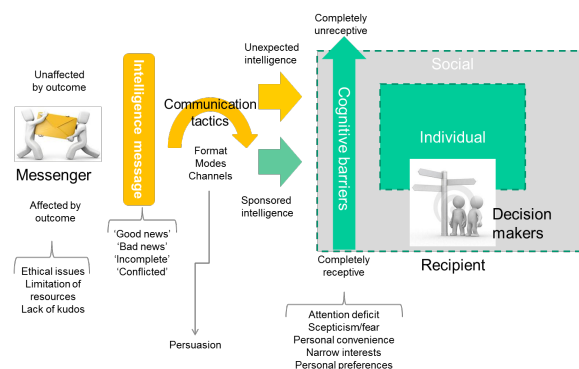 Unaffected
by outcome
Messenger
Affected by
outcome
Ethical issues
Limitation of
resources
Lack of kudos
Intelligence message
'Good news'
'Bad news'
'Incomplete'
'Conflicted'
Communication
tactics
Format
Modes
Channels
Persuasion
Unexpected
intelligence
Sponsored
intelligence
Completely
unreceptive
Cognitive barriers
Completely
receptive
Attention deficit
Scepticism/fear
Personal convenience
Narrow interests
Personal preferences
Social
Individual
Decision
makers
Recipient